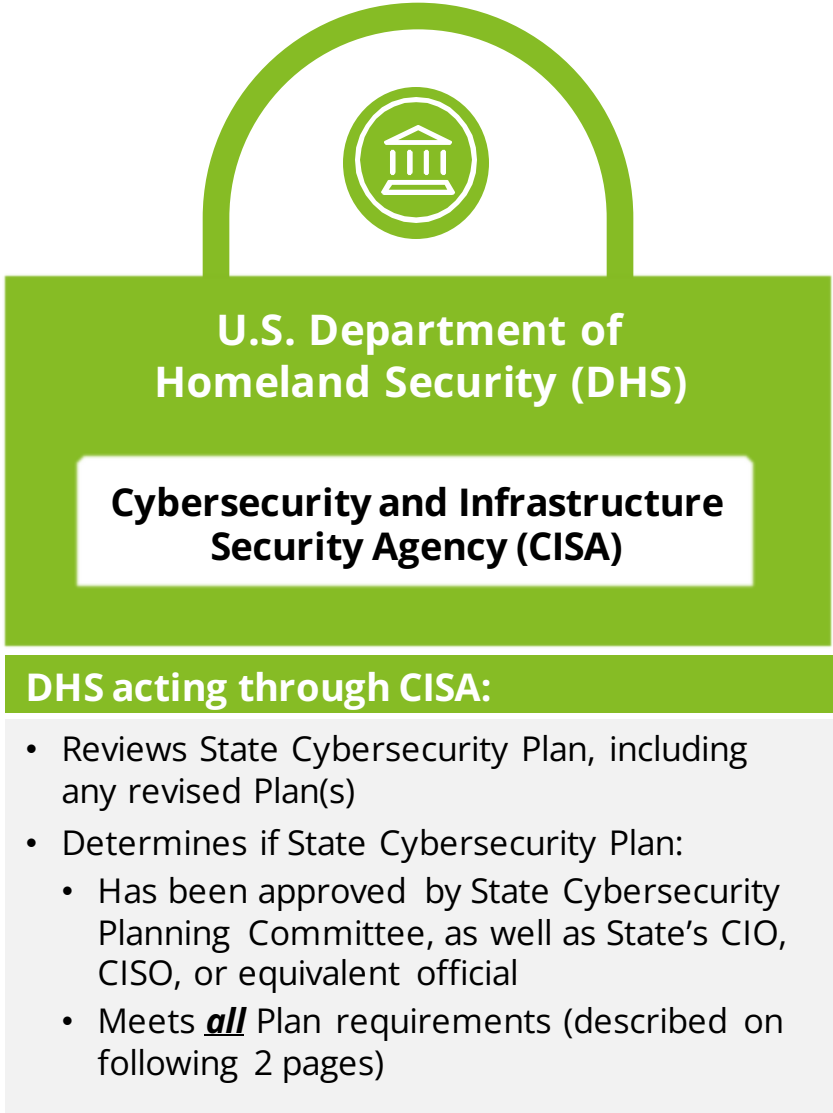 U.S. Department of
Homeland Security (DHS)
Cybersecurity and Infrastructure
Security Agency (CISA)
DHS acting through CISA:
• Reviews State Cybersecurity Plan, including
any revised Plan(s)
• Determines if State Cybersecurity Plan:
• Has been approved by State Cybersecurity
Planning Committee, as well as State’s CIO,
CISO, or equivalent official
• Meets all Plan requirements (described on
following 2 pages)